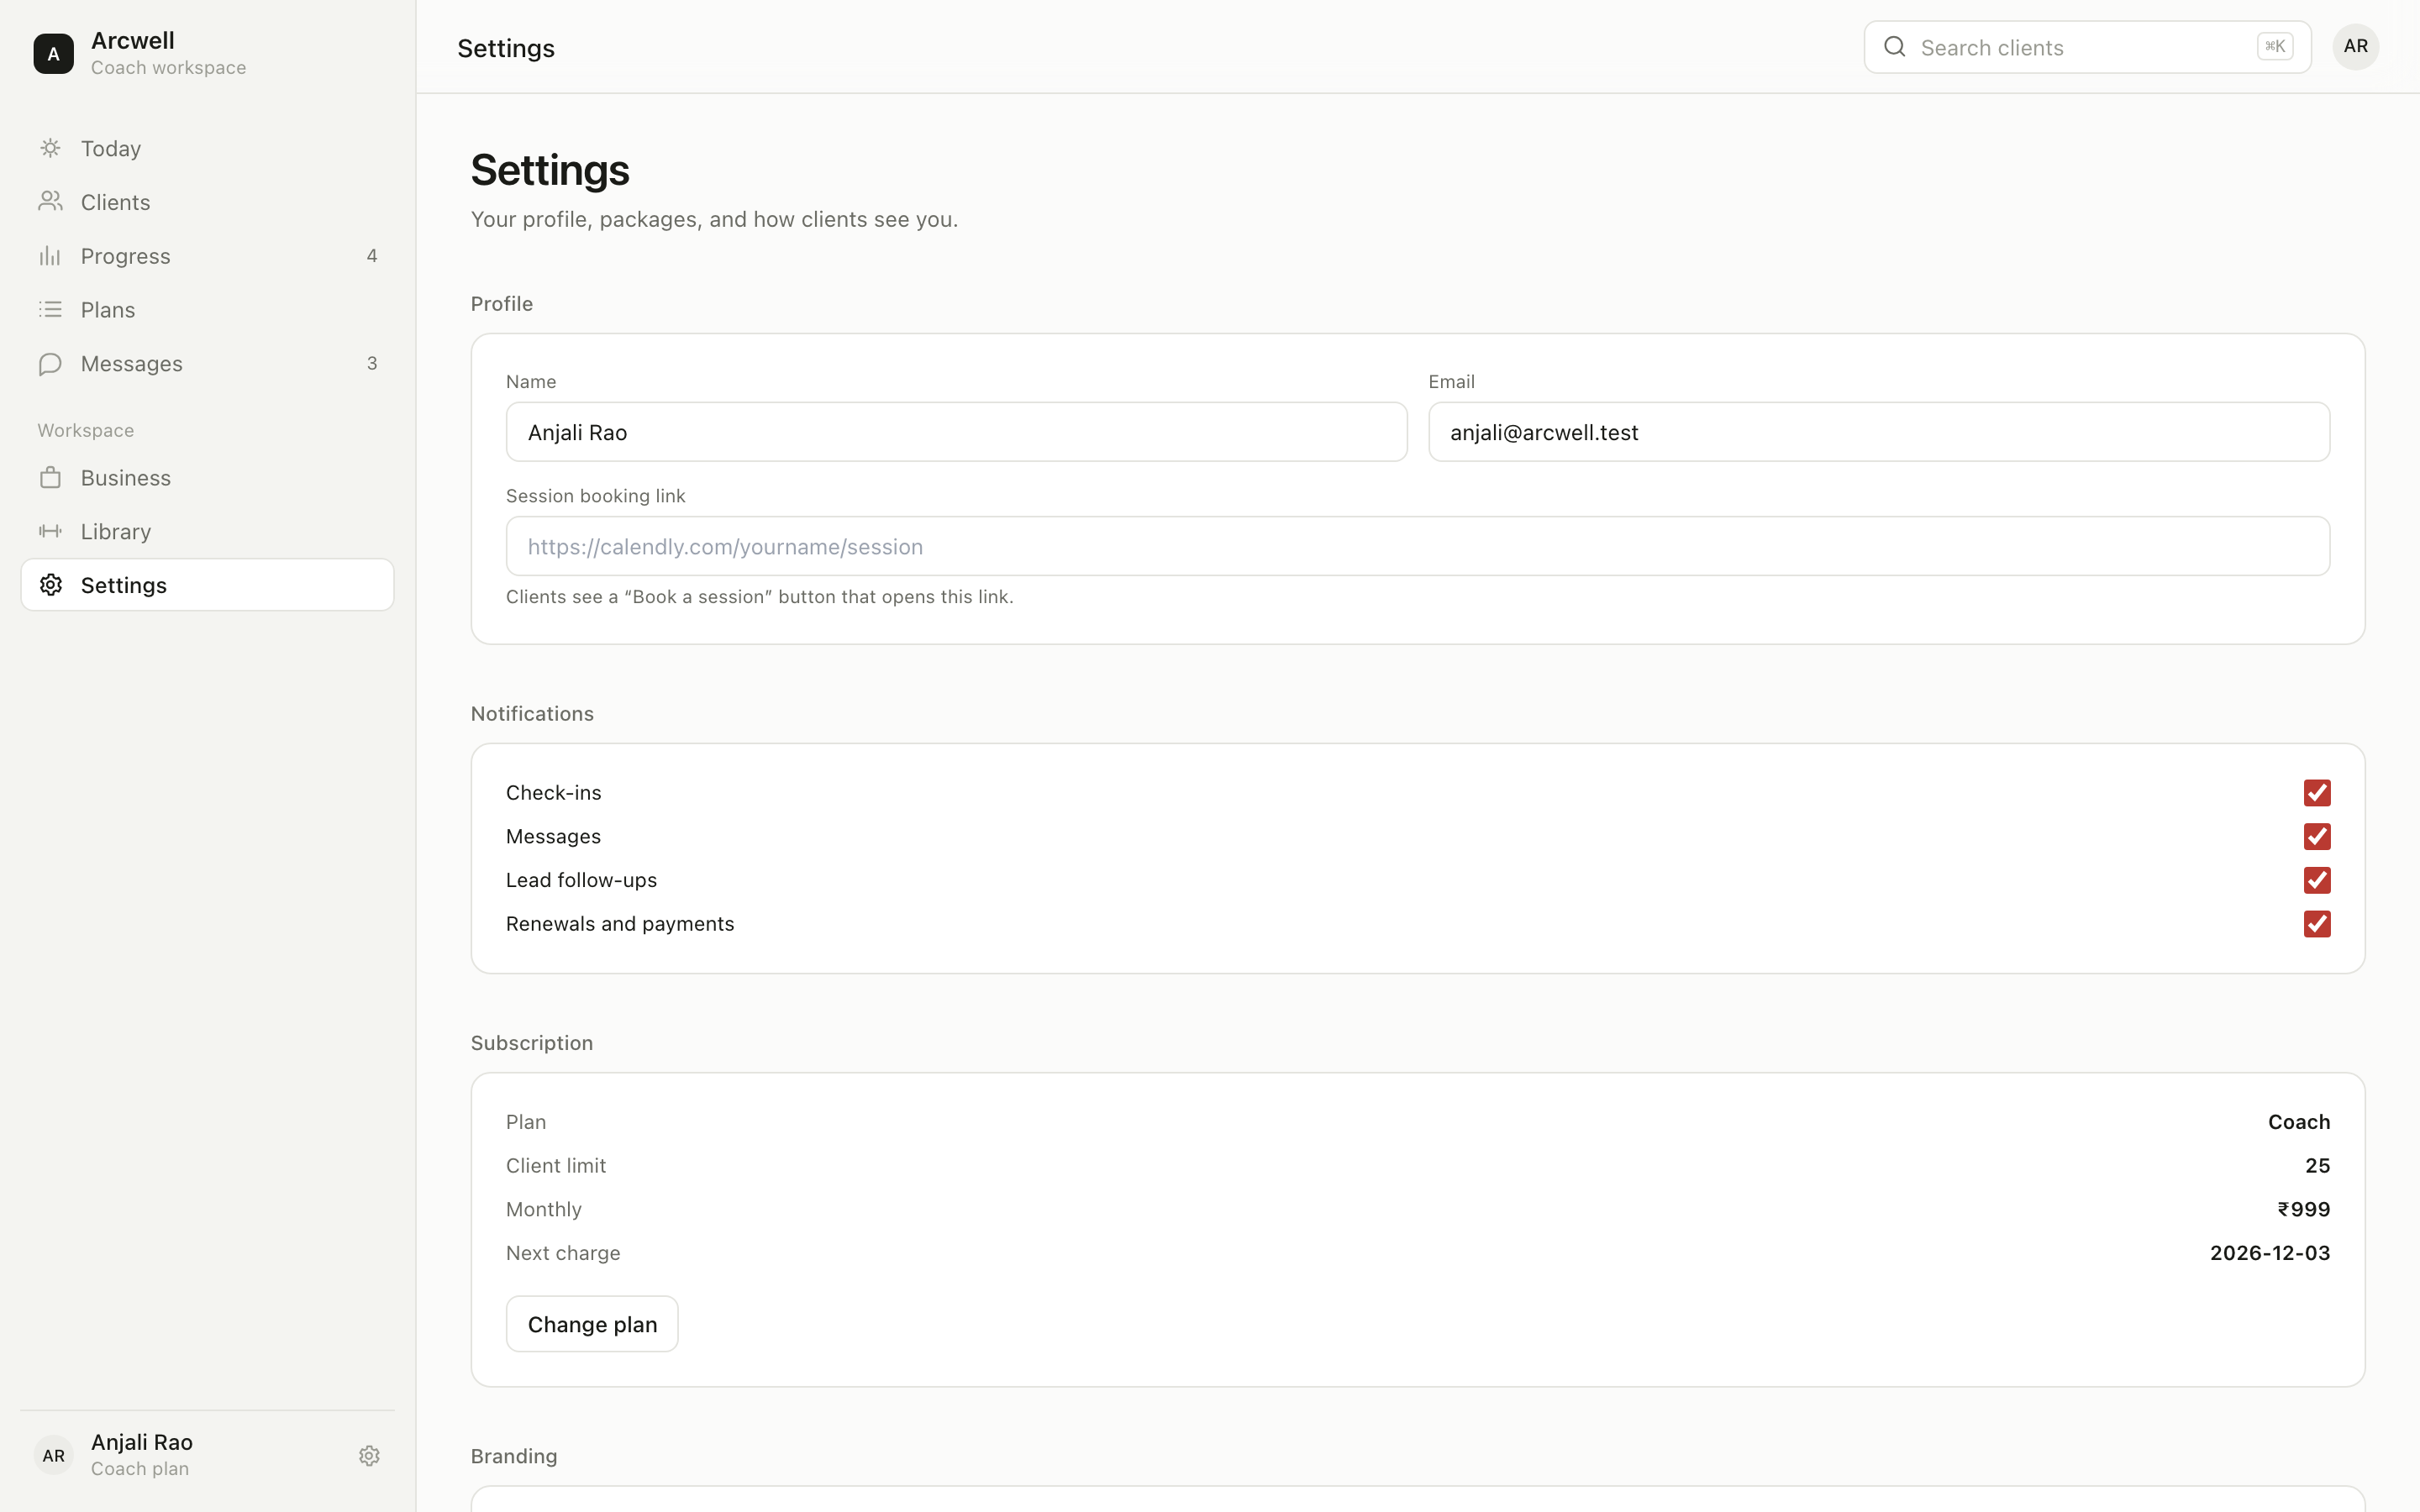 A
Arcwell
Coach workspace
Today
Clients
Progress 4
Plans
Messages 3
Workspace
Business
Library
Settings
AR
Anjali Rao
Coach plan
Settings
Search clients
⌘K
AR
Settings
Your profile, packages, and how clients see you.
Profile
Name
Anjali Rao
Email
anjali@arcwell.test
Session booking link
https://calendly.com/yourname/session
Clients see a “Book a session” button that opens this link.
Notifications
Check-ins
Messages
Lead follow-ups
Renewals and payments
Subscription
Plan Coach
Client limit 25
Monthly ₹999
Next charge 2026-12-03
Change plan
Branding